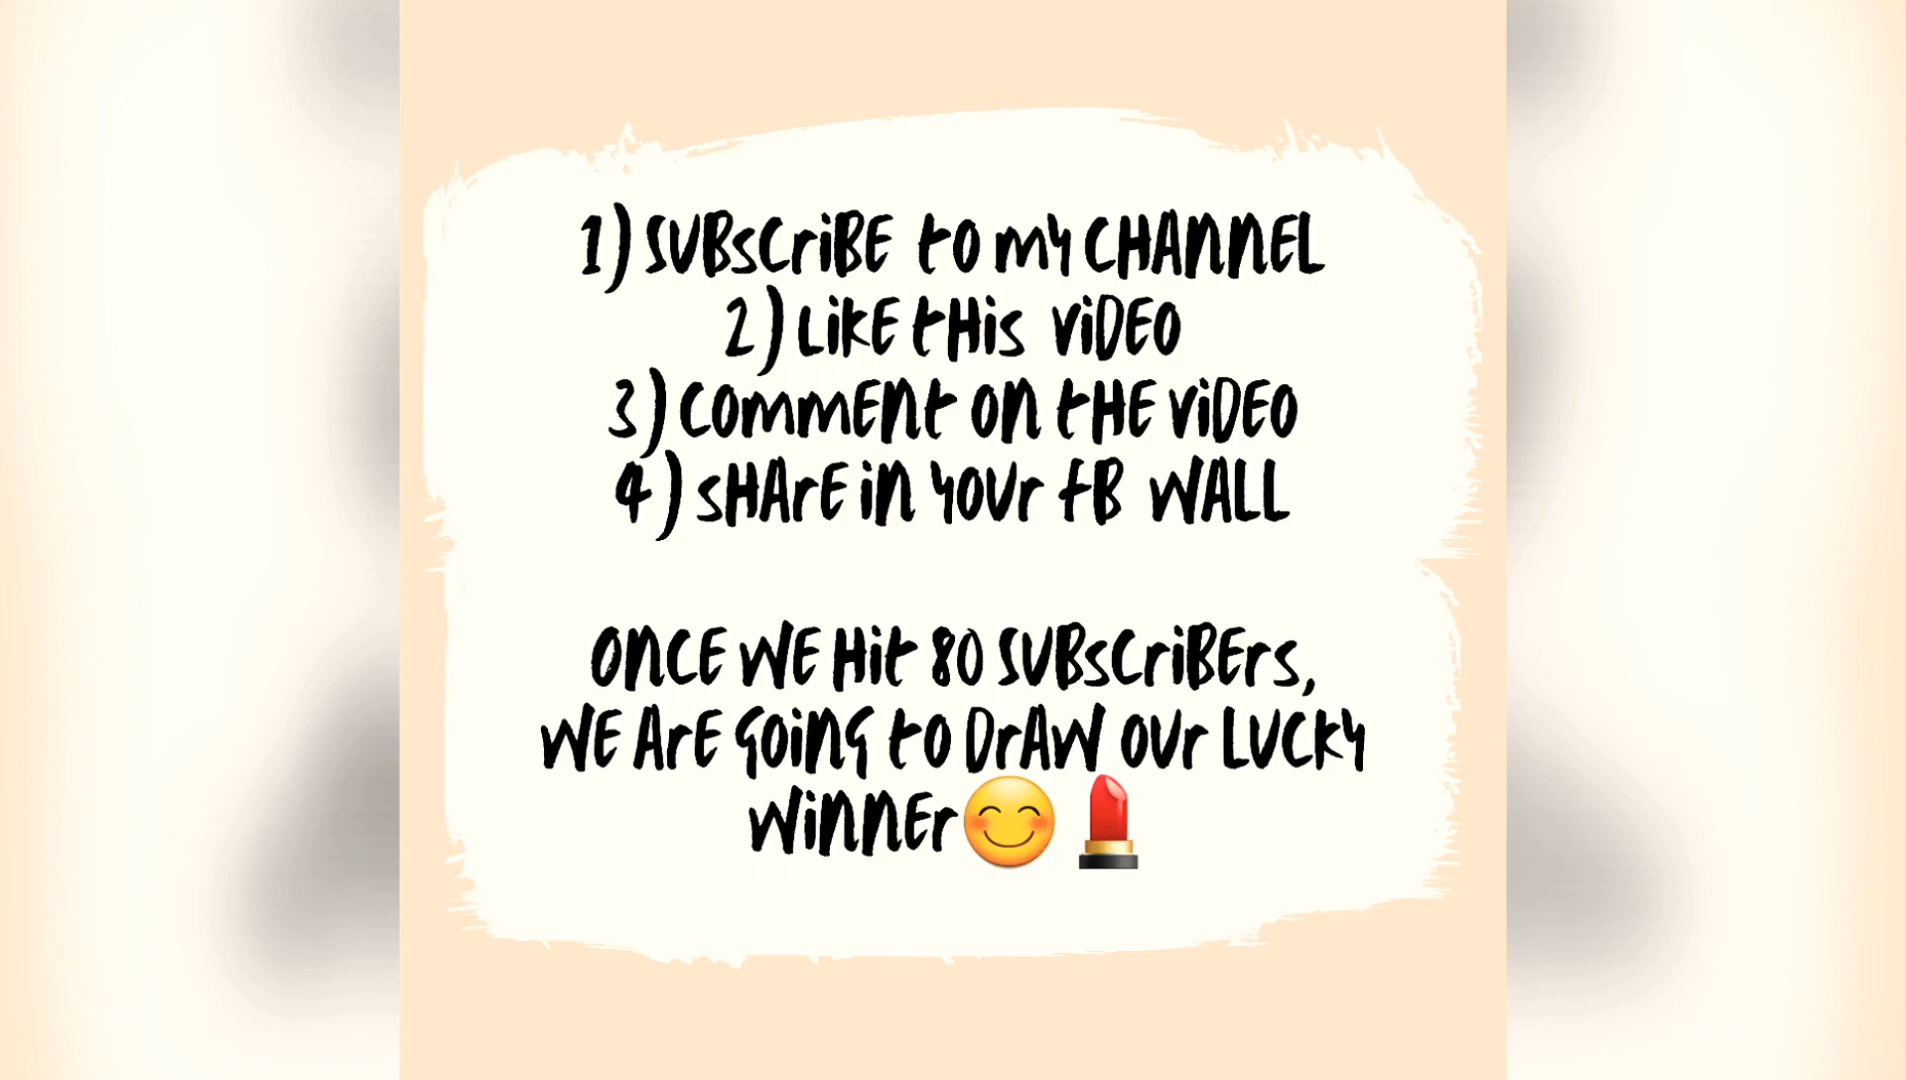 1) SUBSCRIBE to my CHANNEL
2) LIKE tHis ViDEO
3) COMMENt ON tHE ViDEO
4) SHArE iN yOUr fB WALL
ONCE WE Hit 80 SUBSCriBErs,
WE ArE gOiNg tO DrAW OUr LUCKy
WiNNEr😊 💄